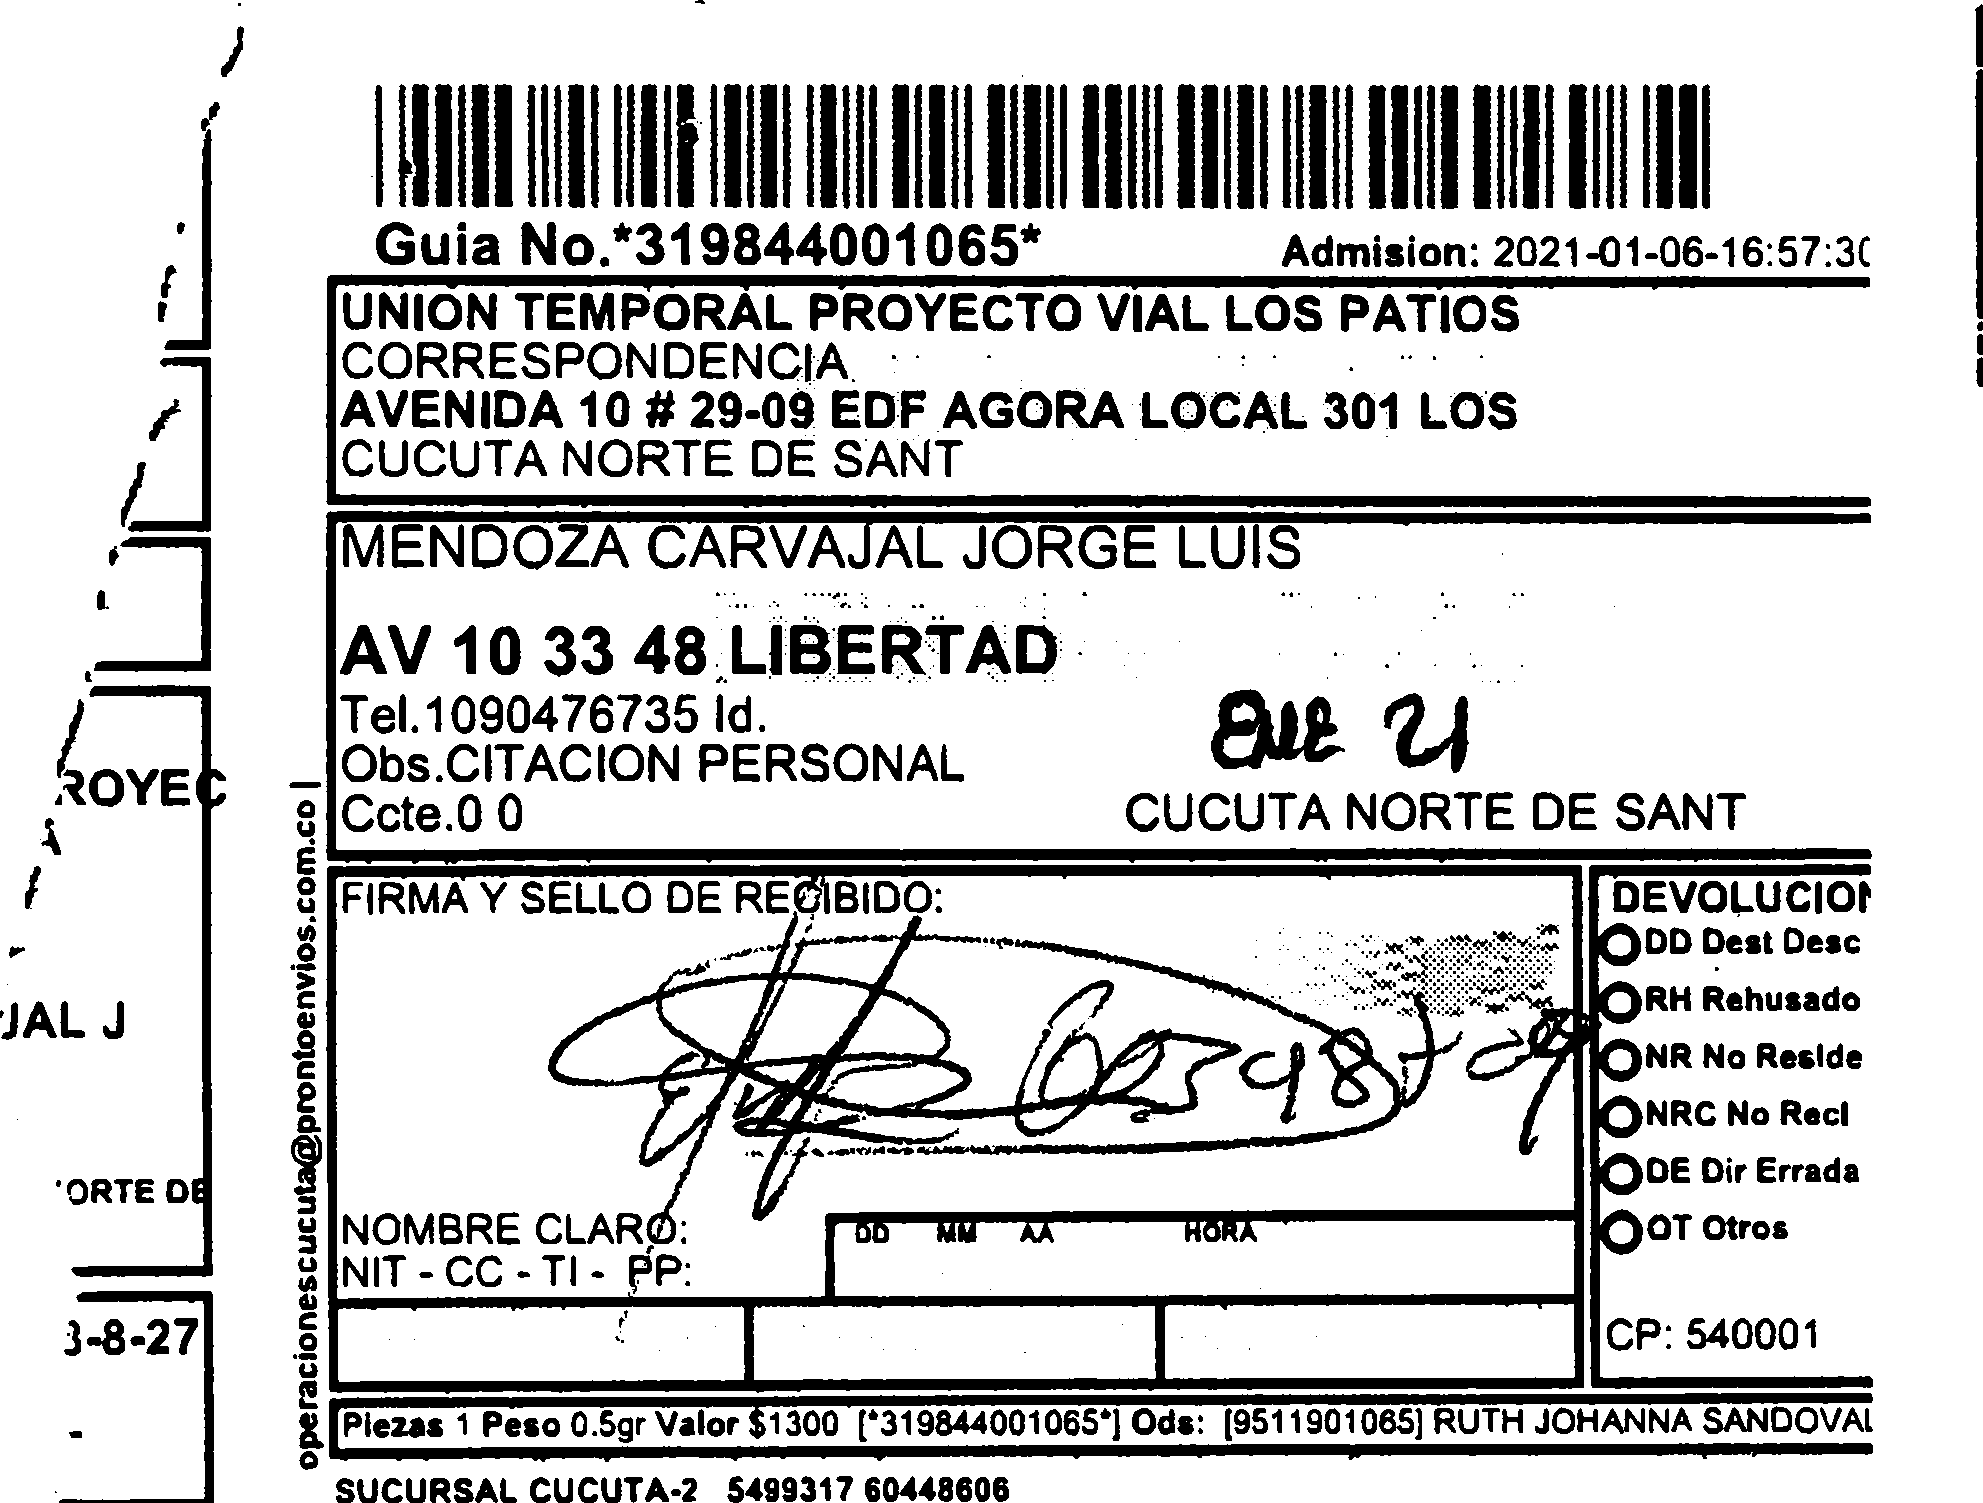 Guia No.*319844001065*
Admision: 2021-01-06-16:57:30
UNION TEMPORAL PROYECTO VIAL LOS PATIOS
CORRESPONDENCIA
AVENIDA 10 # 29-09 EDF AGORA LOCAL 301 LOS
CUCUTA NORTE DE SANT
MENDOZA CARVAJAL JORGE LUIS
AV 10 33 48 LIBERTAD
Tel.1090476735 Id.
Obs.CITACION PERSONAL
ENE 21
Ccte.0 0
CUCUTA NORTE DE SANT
FIRMA Y SELLO DE RECIBIDO:
NOMBRE CLARO:
NIT - CC - TI - PP:
DD MM AA HORA
DEVOLUCION
DD Dest Desc
RH Rehusado
NR No Reside
NRC No Recl
DE Dir Errada
OT Otros
CP: 540001
Piezas 1 Peso 0.5gr Valor $1300 [*319844001065*] Ods: [9511901065] RUTH JOHANNA SANDOVAL
SUCURSAL CUCUTA-2 5499317 60448606
operacionescucuta@prontoenvios.com.co |
ROYEC
JAL J
ORTE DE
3-8-27